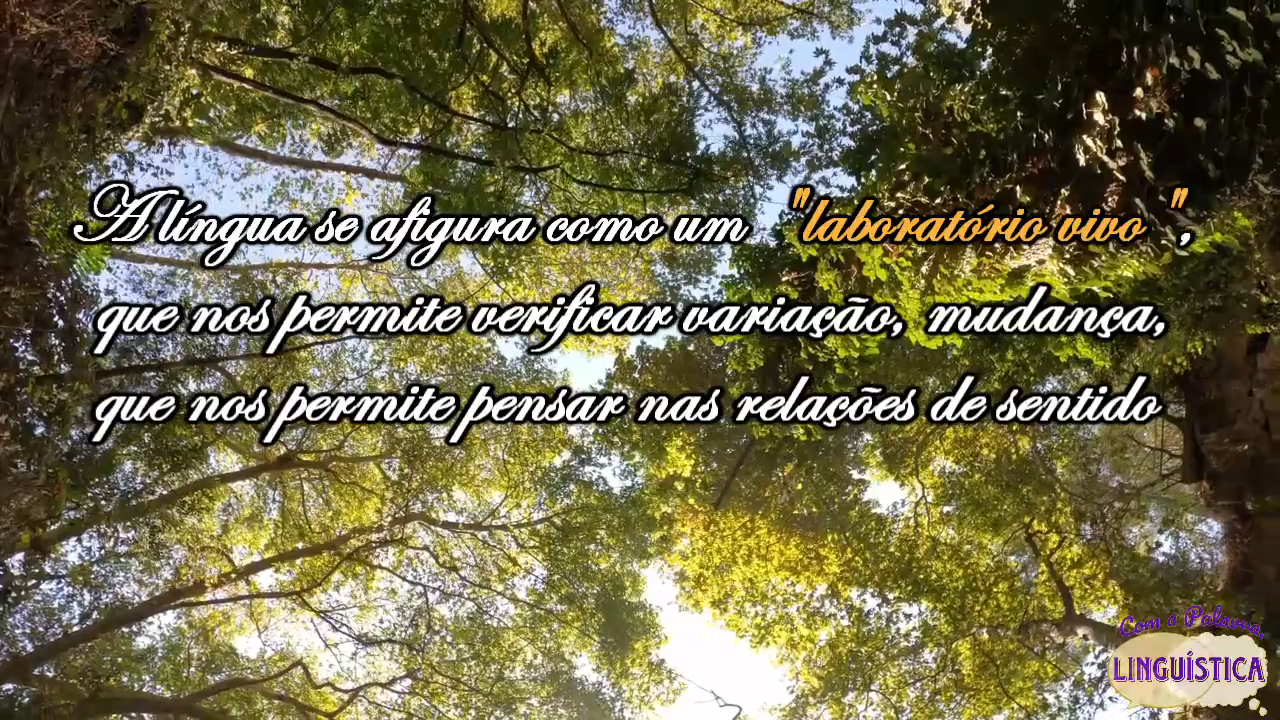 A língua se afigura como um "laboratório vivo",
que nos permite verificar variação, mudança,
que nos permite pensar nas relações de sentido
Com a Palavra,
LINGUÍSTICA